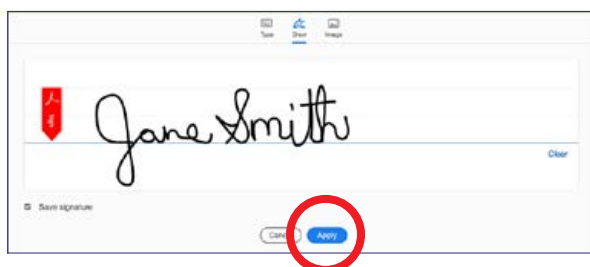 Type Draw Image
Jane Smith
Clear
Save signature
Cancel Apply